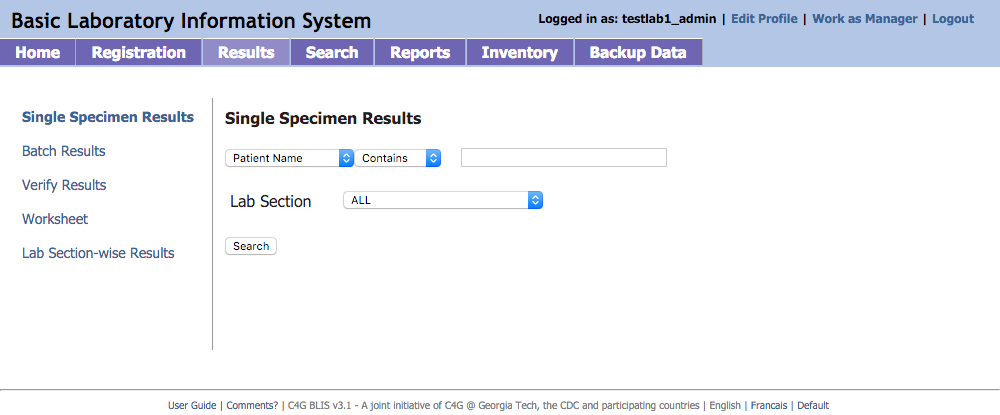 Basic Laboratory Information System
Logged in as: testlab1_admin | Edit Profile | Work as Manager | Logout
Home Registration Results Search Reports Inventory Backup Data
Single Specimen Results
Batch Results
Verify Results
Worksheet
Lab Section-wise Results
Single Specimen Results
Patient Name Contains
Lab Section ALL
Search
User Guide | Comments? | C4G BLIS v3.1 - A joint initiative of C4G @ Georgia Tech, the CDC and participating countries | English | Francais | Default